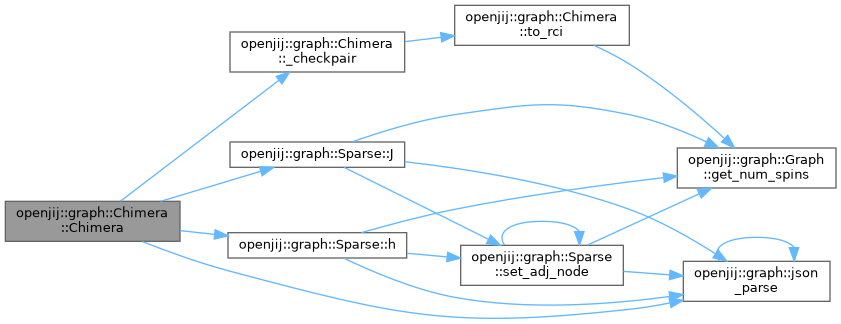 openjij::graph::Chimera
::Chimera
openjij::graph::Chimera
::_checkpair
openjij::graph::Chimera
::to_rci
openjij::graph::Sparse::J
openjij::graph::Graph
::get_num_spins
openjij::graph::Sparse::h
openjij::graph::Sparse
::set_adj_node
openjij::graph::json
_parse